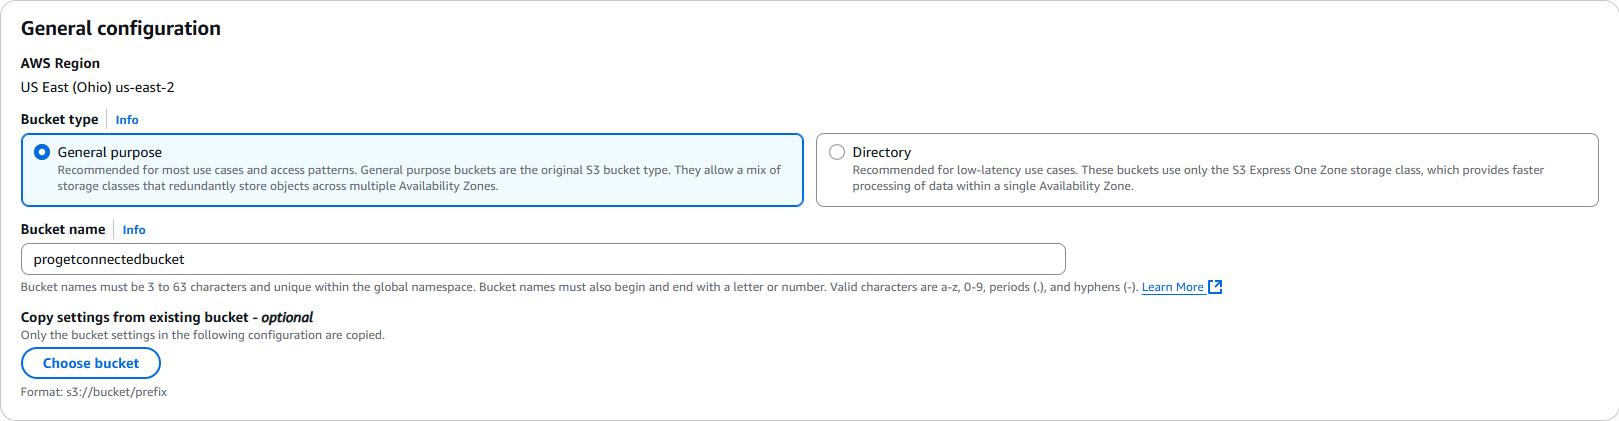 General configuration
AWS Region
US East (Ohio) us-east-2
Bucket type Info
General purpose
Recommended for most use cases and access patterns. General purpose buckets are the original S3 bucket type. They allow a mix of
storage classes that redundantly store objects across multiple Availability Zones.
Directory
Recommended for low-latency use cases. These buckets use only the S3 Express One Zone storage class, which provides faster
processing of data within a single Availability Zone.
Bucket name Info
progetconnectedbucket
Bucket names must be 3 to 63 characters and unique within the global namespace. Bucket names must also begin and end with a letter or number. Valid characters are a-z, 0-9, periods (.), and hyphens (-). Learn More
Copy settings from existing bucket - optional
Only the bucket settings in the following configuration are copied.
Choose bucket
Format: s3://bucket/prefix